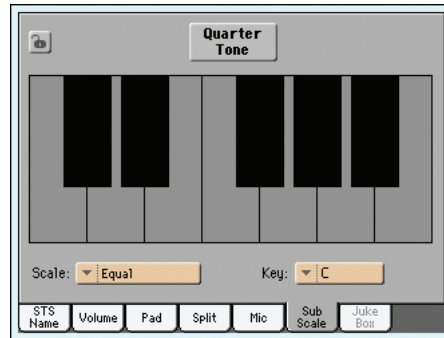 Quarter
Tone
Scale: Equal Key: C
STS
Name Volume Pad Split Mic Sub
Scale Juke
Box